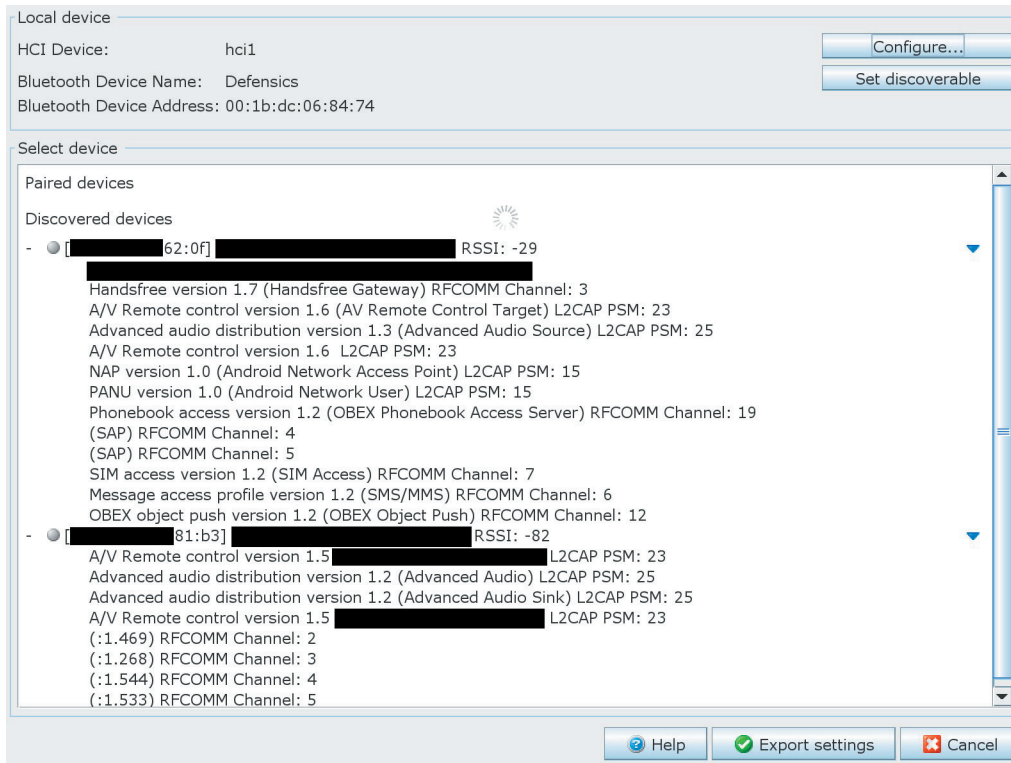 Local device
HCI Device: hci1
Configure...
Bluetooth Device Name: Defensics
Set discoverable
Bluetooth Device Address: 00:1b:dc:06:84:74
Select device
Paired devices
Discovered devices
- [ 62:0f] RSSI: -29
Handsfree version 1.7 (Handsfree Gateway) RFCOMM Channel: 3
A/V Remote control version 1.6 (AV Remote Control Target) L2CAP PSM: 23
Advanced audio distribution version 1.3 (Advanced Audio Source) L2CAP PSM: 25
A/V Remote control version 1.6 L2CAP PSM: 23
NAP version 1.0 (Android Network Access Point) L2CAP PSM: 15
PANU version 1.0 (Android Network User) L2CAP PSM: 15
Phonebook access version 1.2 (OBEX Phonebook Access Server) RFCOMM Channel: 19
(SAP) RFCOMM Channel: 4
(SAP) RFCOMM Channel: 5
SIM access version 1.2 (SIM Access) RFCOMM Channel: 7
Message access profile version 1.2 (SMS/MMS) RFCOMM Channel: 6
OBEX object push version 1.2 (OBEX Object Push) RFCOMM Channel: 12
- [ 81:b3] RSSI: -82
A/V Remote control version 1.5 L2CAP PSM: 23
Advanced audio distribution version 1.2 (Advanced Audio) L2CAP PSM: 25
Advanced audio distribution version 1.2 (Advanced Audio Sink) L2CAP PSM: 25
A/V Remote control version 1.5 L2CAP PSM: 23
(:1.469) RFCOMM Channel: 2
(:1.268) RFCOMM Channel: 3
(:1.544) RFCOMM Channel: 4
(:1.533) RFCOMM Channel: 5
Help
Export settings
Cancel